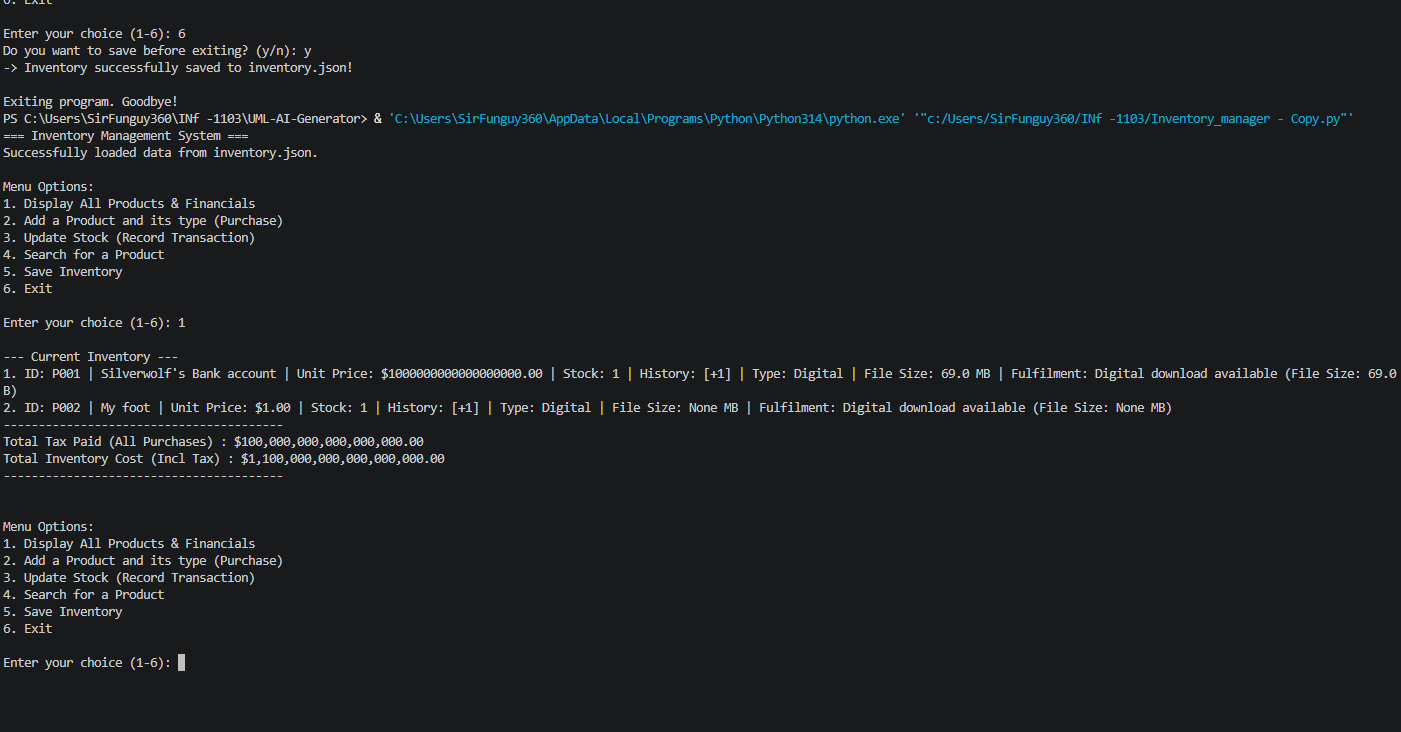 6. Exit
Enter your choice (1-6): 6
Do you want to save before exiting? (y/n): y
-> Inventory successfully saved to inventory.json!
Exiting program. Goodbye!
PS C:\Users\SirFunguy360\INf -1103\UML-AI-Generator> & 'C:\Users\SirFunguy360\AppData\Local\Programs\Python\Python314\python.exe' '"c:/Users/SirFunguy360/INf -1103/Inventory_manager - Copy.py"'
=== Inventory Management System ===
Successfully loaded data from inventory.json.
Menu Options:
1. Display All Products & Financials
2. Add a Product and its type (Purchase)
3. Update Stock (Record Transaction)
4. Search for a Product
5. Save Inventory
6. Exit
Enter your choice (1-6): 1
--- Current Inventory ---
1. ID: P001 | Silverwolf's Bank account | Unit Price: $1000000000000000000.00 | Stock: 1 | History: [+1] | Type: Digital | File Size: 69.0 MB | Fulfilment: Digital download available (File Size: 69.0
B)
2. ID: P002 | My foot | Unit Price: $1.00 | Stock: 1 | History: [+1] | Type: Digital | File Size: None MB | Fulfilment: Digital download available (File Size: None MB)
----------------------------------------
Total Tax Paid (All Purchases) : $100,000,000,000,000,000.00
Total Inventory Cost (Incl Tax) : $1,100,000,000,000,000,000.00
----------------------------------------
Menu Options:
1. Display All Products & Financials
2. Add a Product and its type (Purchase)
3. Update Stock (Record Transaction)
4. Search for a Product
5. Save Inventory
6. Exit
Enter your choice (1-6):